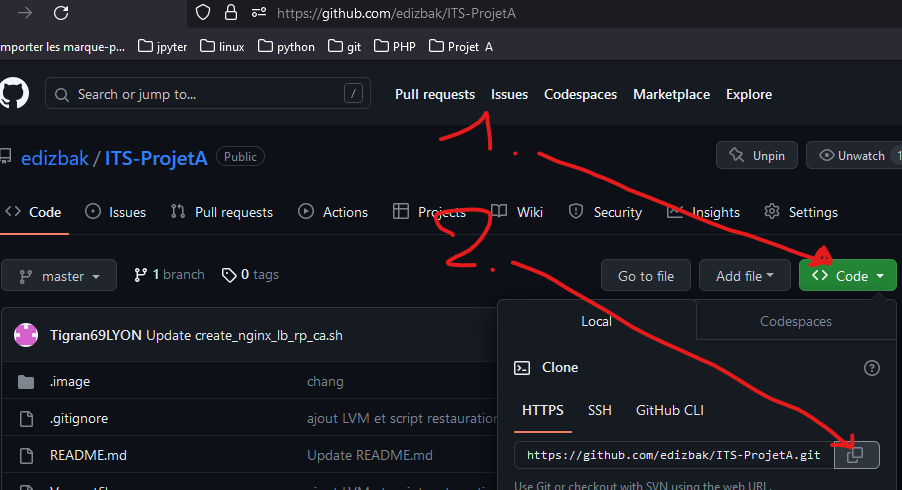 https://github.com/edizbak/ITS-ProjetA
mporter les marque-p... jpyter linux python git PHP Projet A
Search or jump to... / Pull requests Issues Codespaces Marketplace Explore
1.
edizbak / ITS-ProjetA Public Unpin Unwatch 1
Code Issues Pull requests Actions Projects Wiki Security Insights Settings
2.
master 1 branch 0 tags Go to file Add file Code
Local Codespaces
Tigran69LYON Update create_nginx_lb_rp_ca.sh
Clone ?
.image chang
HTTPS SSH GitHub CLI
.gitignore ajout LVM et script restauration
README.md Update README.md
https://github.com/edizbak/ITS-ProjetA.git
Use Git or checkout with SVN using the web URL.